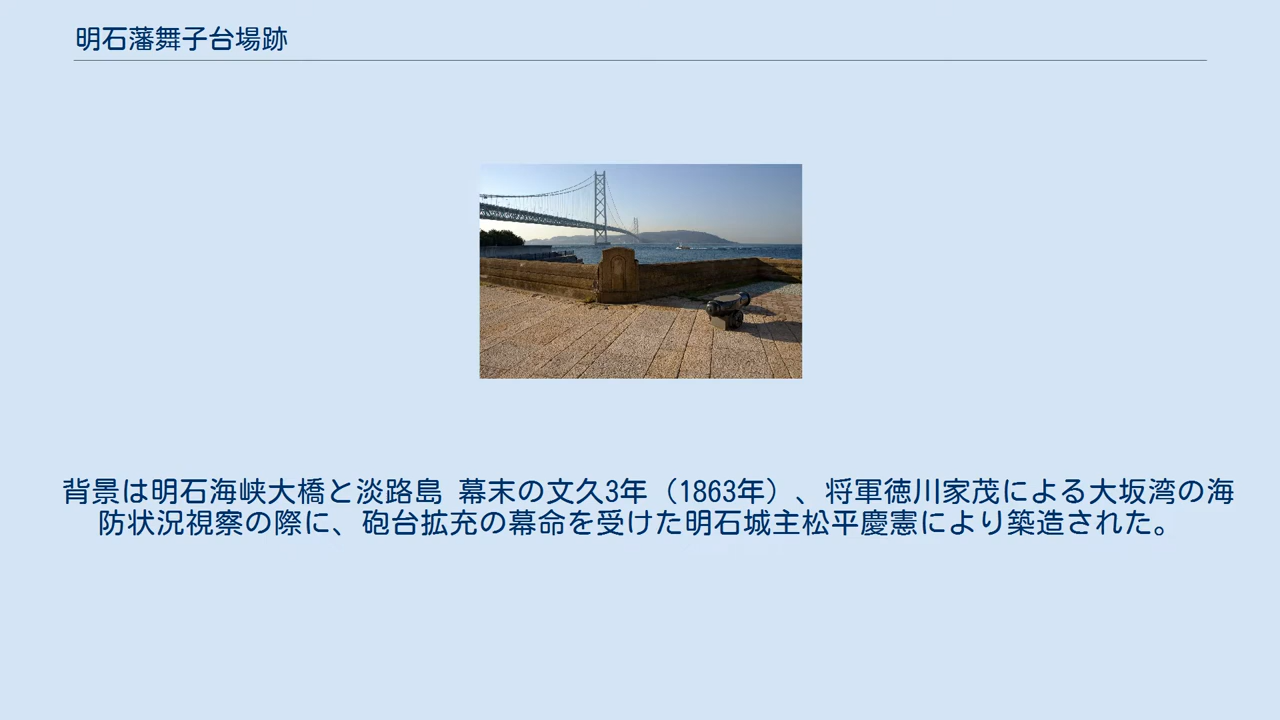 明石藩舞子台場跡
背景は明石海峡大橋と淡路島 幕末の文久3年（1863年）、将軍徳川家茂による大坂湾の海
防状況視察の際に、砲台拡充の幕命を受けた明石城主松平慶憲により築造された。